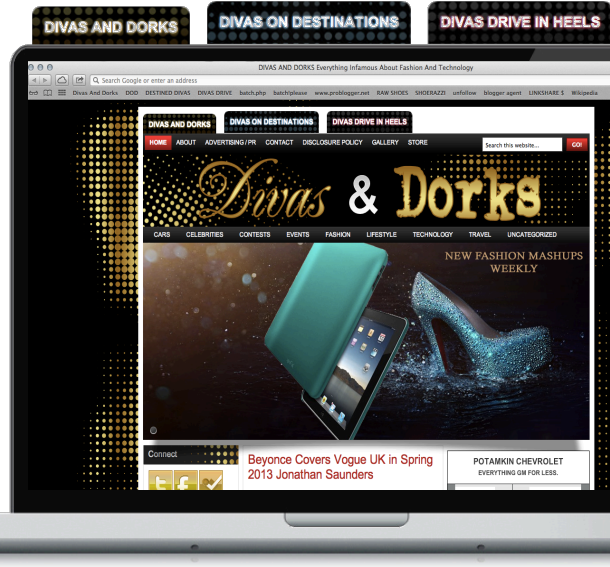 DIVAS AND DORKS
DIVAS ON DESTINATIONS
DIVAS DRIVE IN HEELS
DIVAS AND DORKS Everything Infamous About Fashion And Technology
Search Google or enter an address
Divas And Dorks DOD DESTINED DIVAS DIVAS DRIVE batch.php batchplease www.problogger.net RAW SHOES SHOERAZZI unfollow blogger agent LINKSHARE $ Wikipedia
DIVAS AND DORKS DIVAS ON DESTINATIONS DIVAS DRIVE IN HEELS
HOME ABOUT ADVERTISING / PR CONTACT DISCLOSURE POLICY GALLERY STORE Search this website... GO!
Divas & Dorks
CARS CELEBRITIES CONTESTS EVENTS FASHION LIFESTYLE TECHNOLOGY TRAVEL UNCATEGORIZED
NEW FASHION MASHUPS
WEEKLY
Connect
Beyonce Covers Vogue UK in Spring
2013 Jonathan Saunders
POTAMKIN CHEVROLET
EVERYTHING GM FOR LESS.